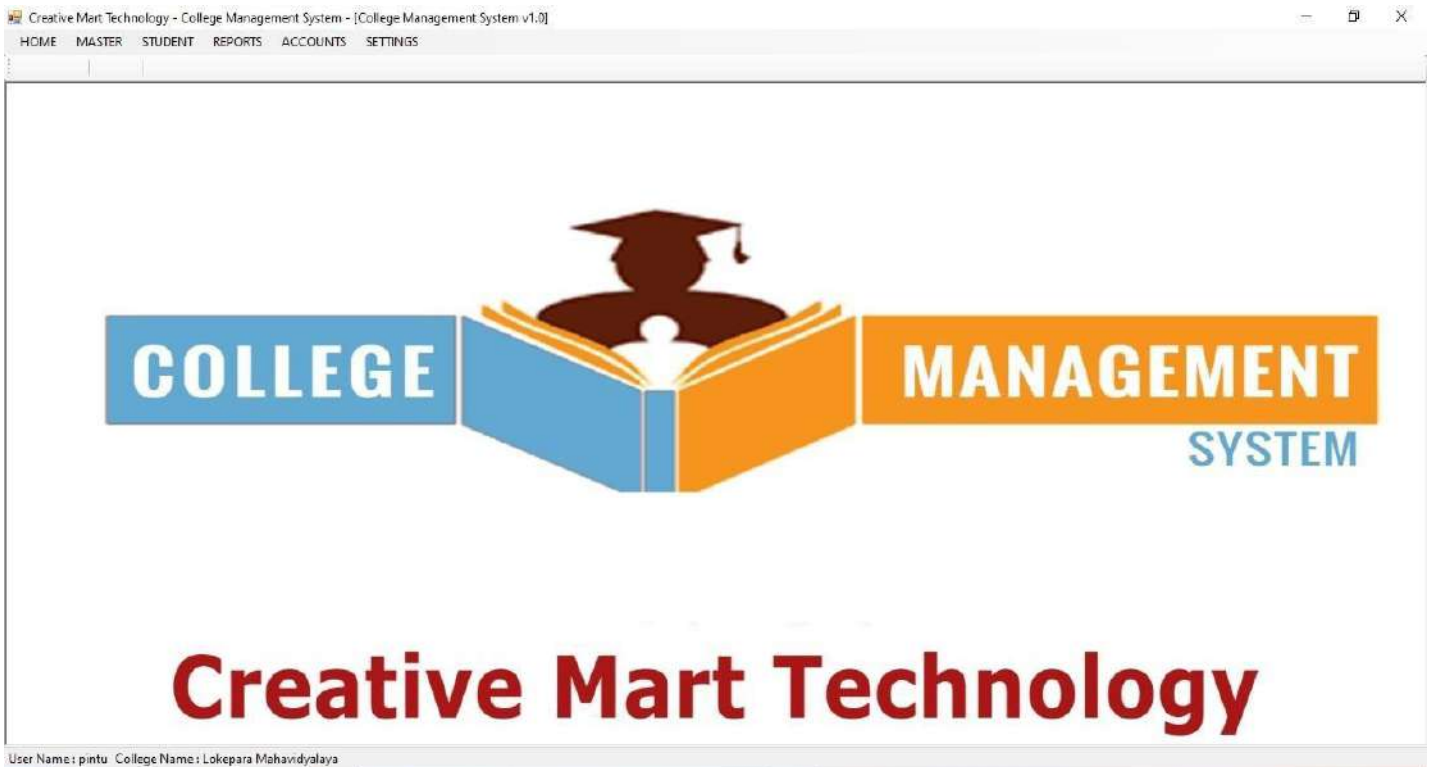 Creative Mart Technology - College Management System - [College Management System v1.0]
HOME MASTER STUDENT REPORTS ACCOUNTS SETTINGS
COLLEGE MANAGEMENT
SYSTEM
Creative Mart Technology
User Name : pintu College Name : Lokepara Mahavidyalaya